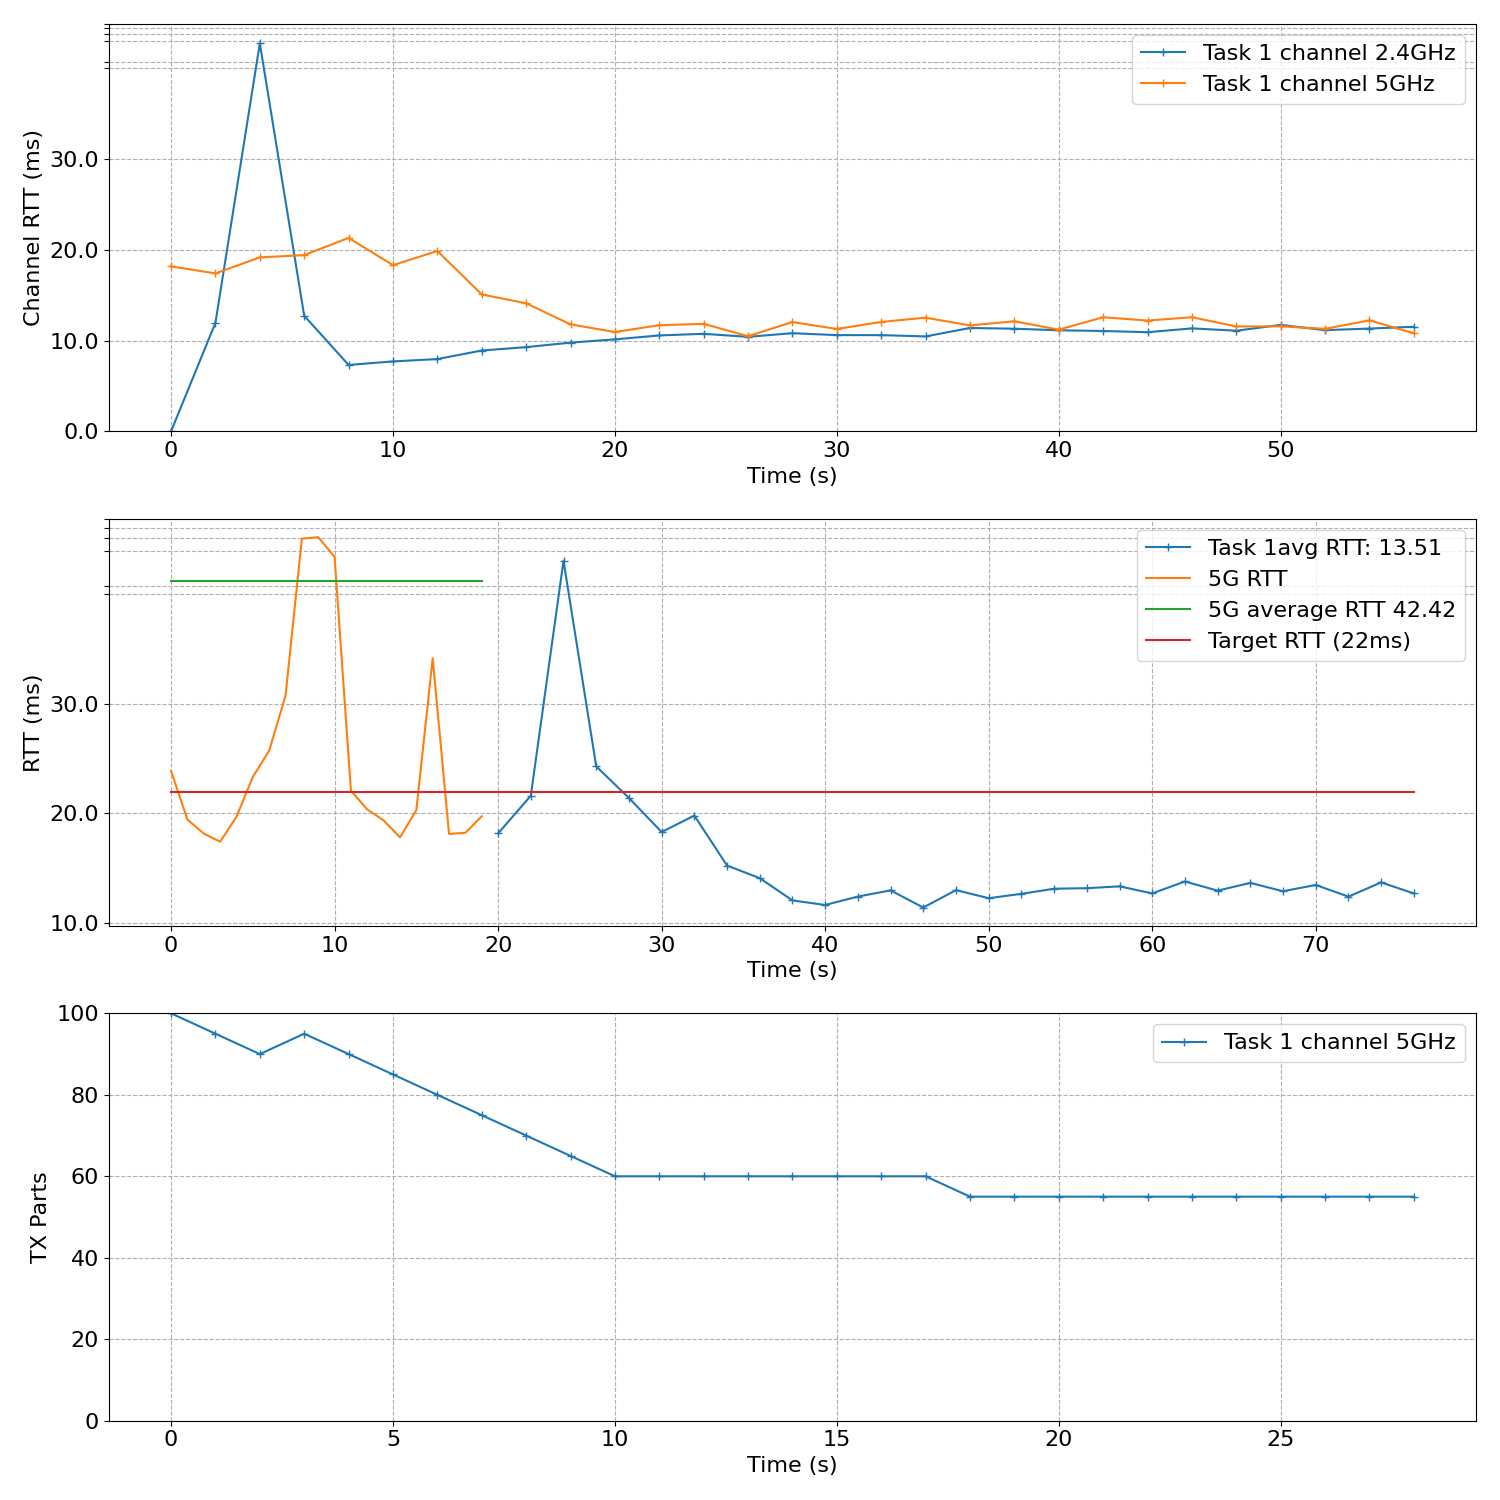 Channel RTT (ms)
30.0
20.0
10.0
0.0
Task 1 channel 2.4GHz
Task 1 channel 5GHz
0 10 20 30 40 50
Time (s)
RTT (ms)
30.0
20.0
10.0
Task 1avg RTT: 13.51
5G RTT
5G average RTT 42.42
Target RTT (22ms)
0 10 20 30 40 50 60 70
Time (s)
TX Parts
100
80
60
40
20
0
Task 1 channel 5GHz
0 5 10 15 20 25
Time (s)